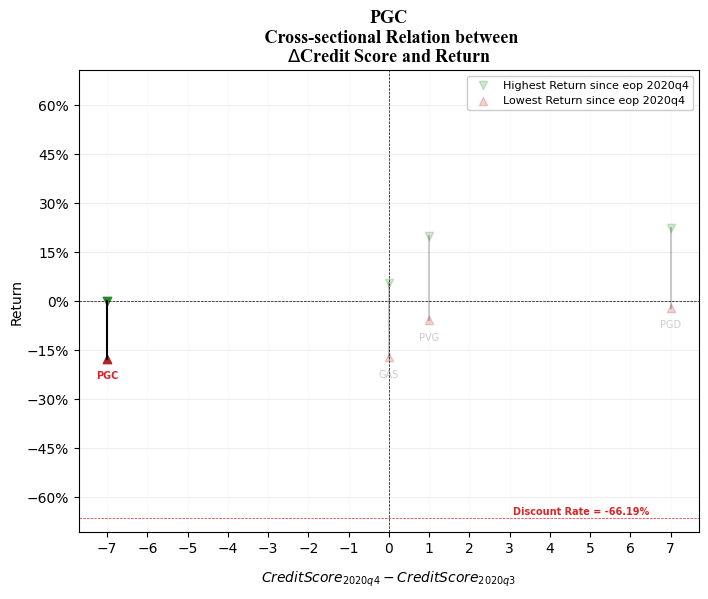 PGC
Cross-sectional Relation between
ΔCredit Score and Return
Highest Return since eop 2020q4
Lowest Return since eop 2020q4
Return
60%
45%
30%
15%
0%
−15%
−30%
−45%
−60%
PGC
GAS
PVG
PGD
Discount Rate = -66.19%
−7 −6 −5 −4 −3 −2 −1 0 1 2 3 4 5 6 7
CreditScore2020q4 − CreditScore2020q3